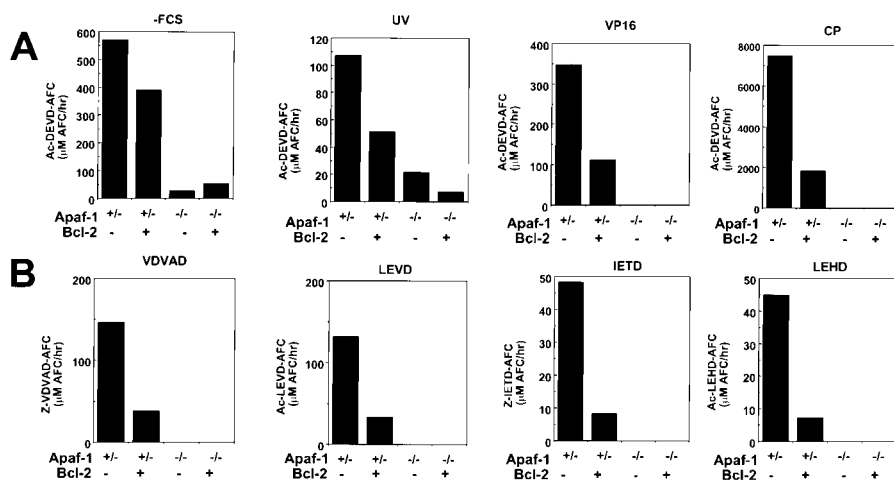 A
-FCS
Ac-DEVD-AFC
(µM AFC/hr)
600
500
400
300
200
100
0
Apaf-1 +/- +/- -/- -/-
Bcl-2 - + - +
UV
Ac-DEVD-AFC
(µM AFC/hr)
120
100
80
60
40
20
0
Apaf-1 +/- +/- -/- -/-
Bcl-2 - + - +
VP16
Ac-DEVD-AFC
(µM AFC/hr)
400
300
200
100
0
Apaf-1 +/- +/- -/- -/-
Bcl-2 - + - +
CP
Ac-DEVD-AFC
(µM AFC/hr)
8000
6000
4000
2000
0
Apaf-1 +/- +/- -/- -/-
Bcl-2 - + - +
B
VDVAD
Z-VDVAD-AFC
(µM AFC/hr)
200
150
100
50
0
Apaf-1 +/- +/- -/- -/-
Bcl-2 - + - +
LEVD
Ac-LEVD-AFC
(µM AFC/hr)
200
100
0
Apaf-1 +/- +/- -/- -/-
Bcl-2 - + - +
IETD
Z-IETD-AFC
(µM AFC/hr)
50
40
30
20
10
0
Apaf-1 +/- +/- -/- -/-
Bcl-2 - + - +
LEHD
Ac-LEHD-AFC
(µM AFC/hr)
50
40
30
20
10
0
Apaf-1 +/- +/- -/- -/-
Bcl-2 - + - +